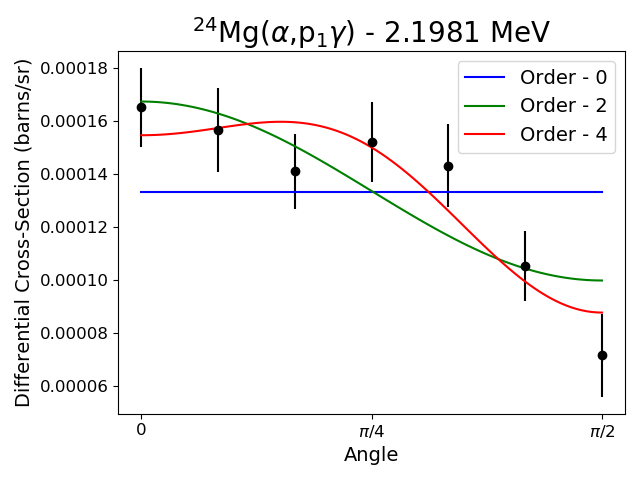 ²⁴Mg(α,p₁γ) - 2.1981 MeV
Differential Cross-Section (barns/sr)
0.00018
0.00016
0.00014
0.00012
0.00010
0.00008
0.00006
Order - 0
Order - 2
Order - 4
0
π/4
π/2
Angle